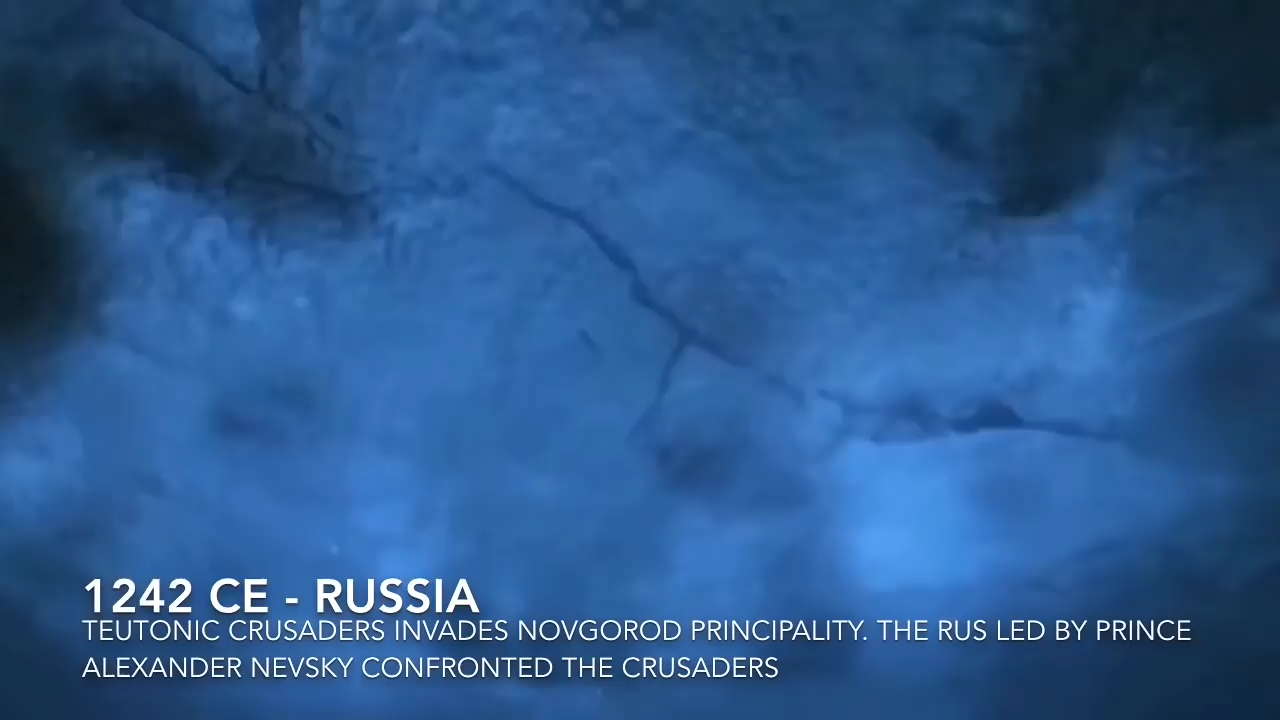 1242 CE - RUSSIA
TEUTONIC CRUSADERS INVADES NOVGOROD PRINCIPALITY. THE RUS LED BY PRINCE
ALEXANDER NEVSKY CONFRONTED THE CRUSADERS